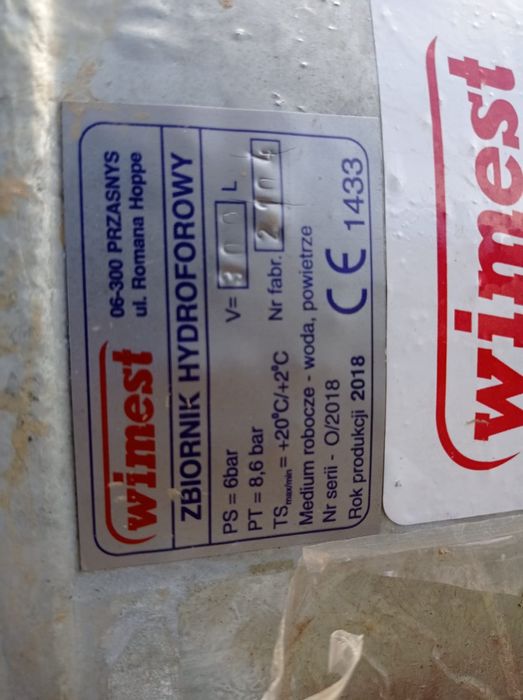 wimest
06-300 PRZASNYS
ul. Romana Hoppe
ZBIORNIK HYDROFOROWY
PS = 6bar V= 300 L
PT = 8,6 bar
TSmax/min = +20°C/+2°C Nr fabr.
Medium robocze - woda, powietrze
Nr serii - O/2018
Rok produkcji 2018 CE 1433
wimest